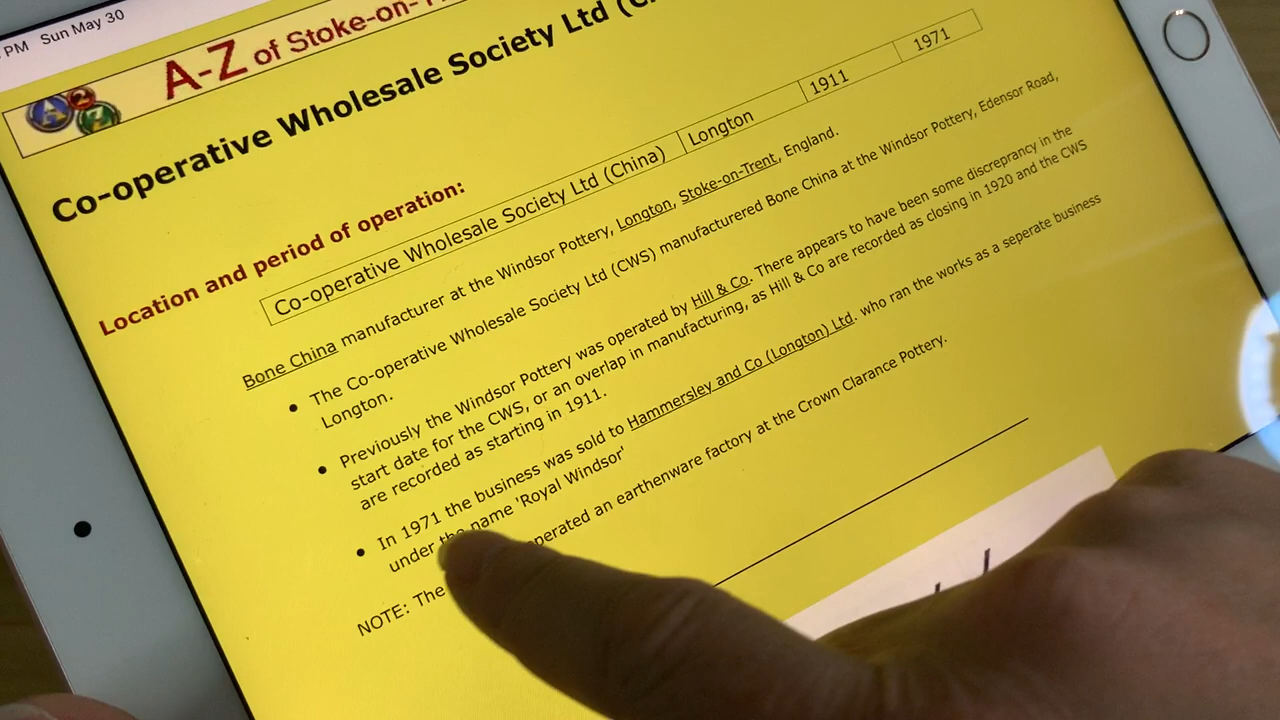 PM Sun May 30
A-Z of Stoke-on-
Co-operative Wholesale Society Ltd
Location and period of operation:
Co-operative Wholesale Society Ltd (China) Longton 1911 1971
Bone China manufacturer at the Windsor Pottery, Longton, Stoke-on-Trent, England.
• The Co-operative Wholesale Society Ltd (CWS) manufacturered Bone China at the Windsor Pottery, Edensor Road,
Longton.
• Previously the Windsor Pottery was operated by Hill & Co. There appears to have been some discreprancy in the
start date for the CWS, or an overlap in manufacturing, as Hill & Co are recorded as closing in 1920 and the CWS
are recorded as starting in 1911.
• In 1971 the business was sold to Hammersley and Co (Longton) Ltd. who ran the works as a seperate business
under the name 'Royal Windsor'
NOTE: The operated an earthenware factory at the Crown Clarance Pottery.